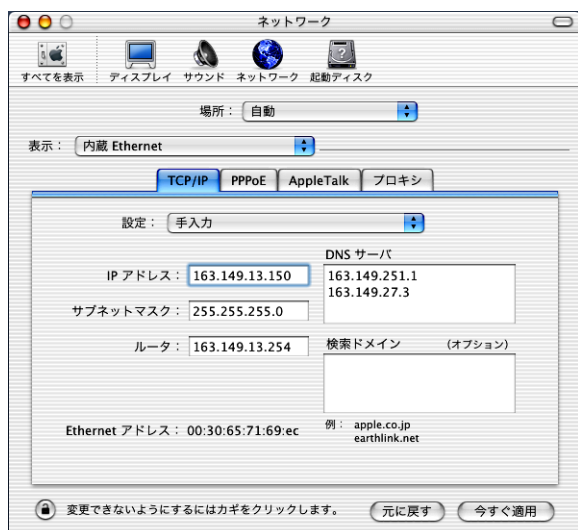 ネットワーク
すべてを表示 ディスプレイ サウンド ネットワーク 起動ディスク
場所： 自動
表示： 内蔵 Ethernet
TCP/IP PPPoE AppleTalk プロキシ
設定： 手入力
DNS サーバ
IP アドレス： 163.149.13.150
163.149.251.1
163.149.27.3
サブネットマスク： 255.255.255.0
ルータ： 163.149.13.254
検索ドメイン （オプション）
Ethernet アドレス： 00:30:65:71:69:ec
例： apple.co.jp
earthlink.net
変更できないようにするにはカギをクリックします。 元に戻す 今すぐ適用